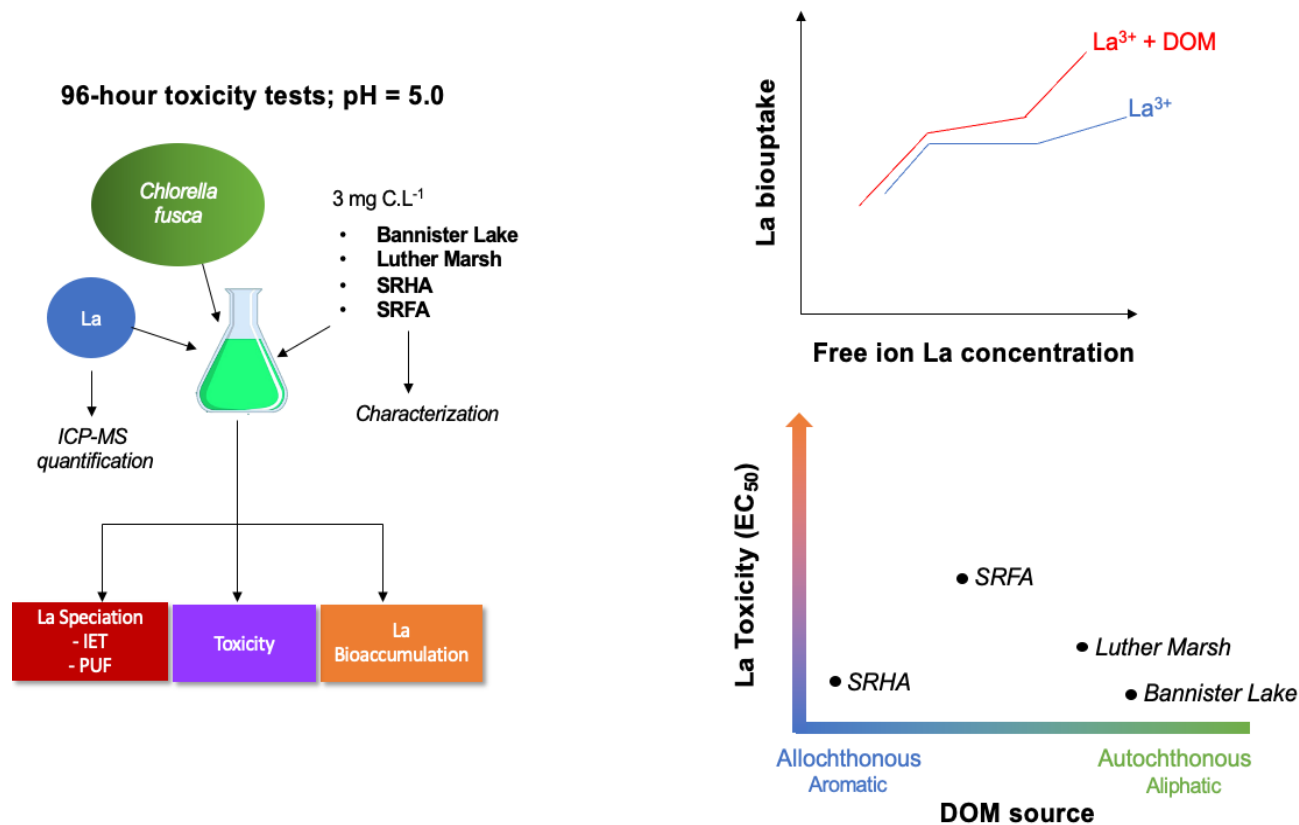 96-hour toxicity tests; pH = 5.0
Chlorella
fusca
La
ICP-MS
quantification
3 mg C.L⁻¹
• Bannister Lake
• Luther Marsh
• SRHA
• SRFA
Characterization
La Speciation
- IET
- PUF
Toxicity
La
Bioaccumulation
La biouptake
La³⁺ + DOM
La³⁺
Free ion La concentration
La Toxicity (EC₅₀)
SRFA
Luther Marsh
SRHA
Bannister Lake
Allochthonous
Aromatic
Autochthonous
Aliphatic
DOM source